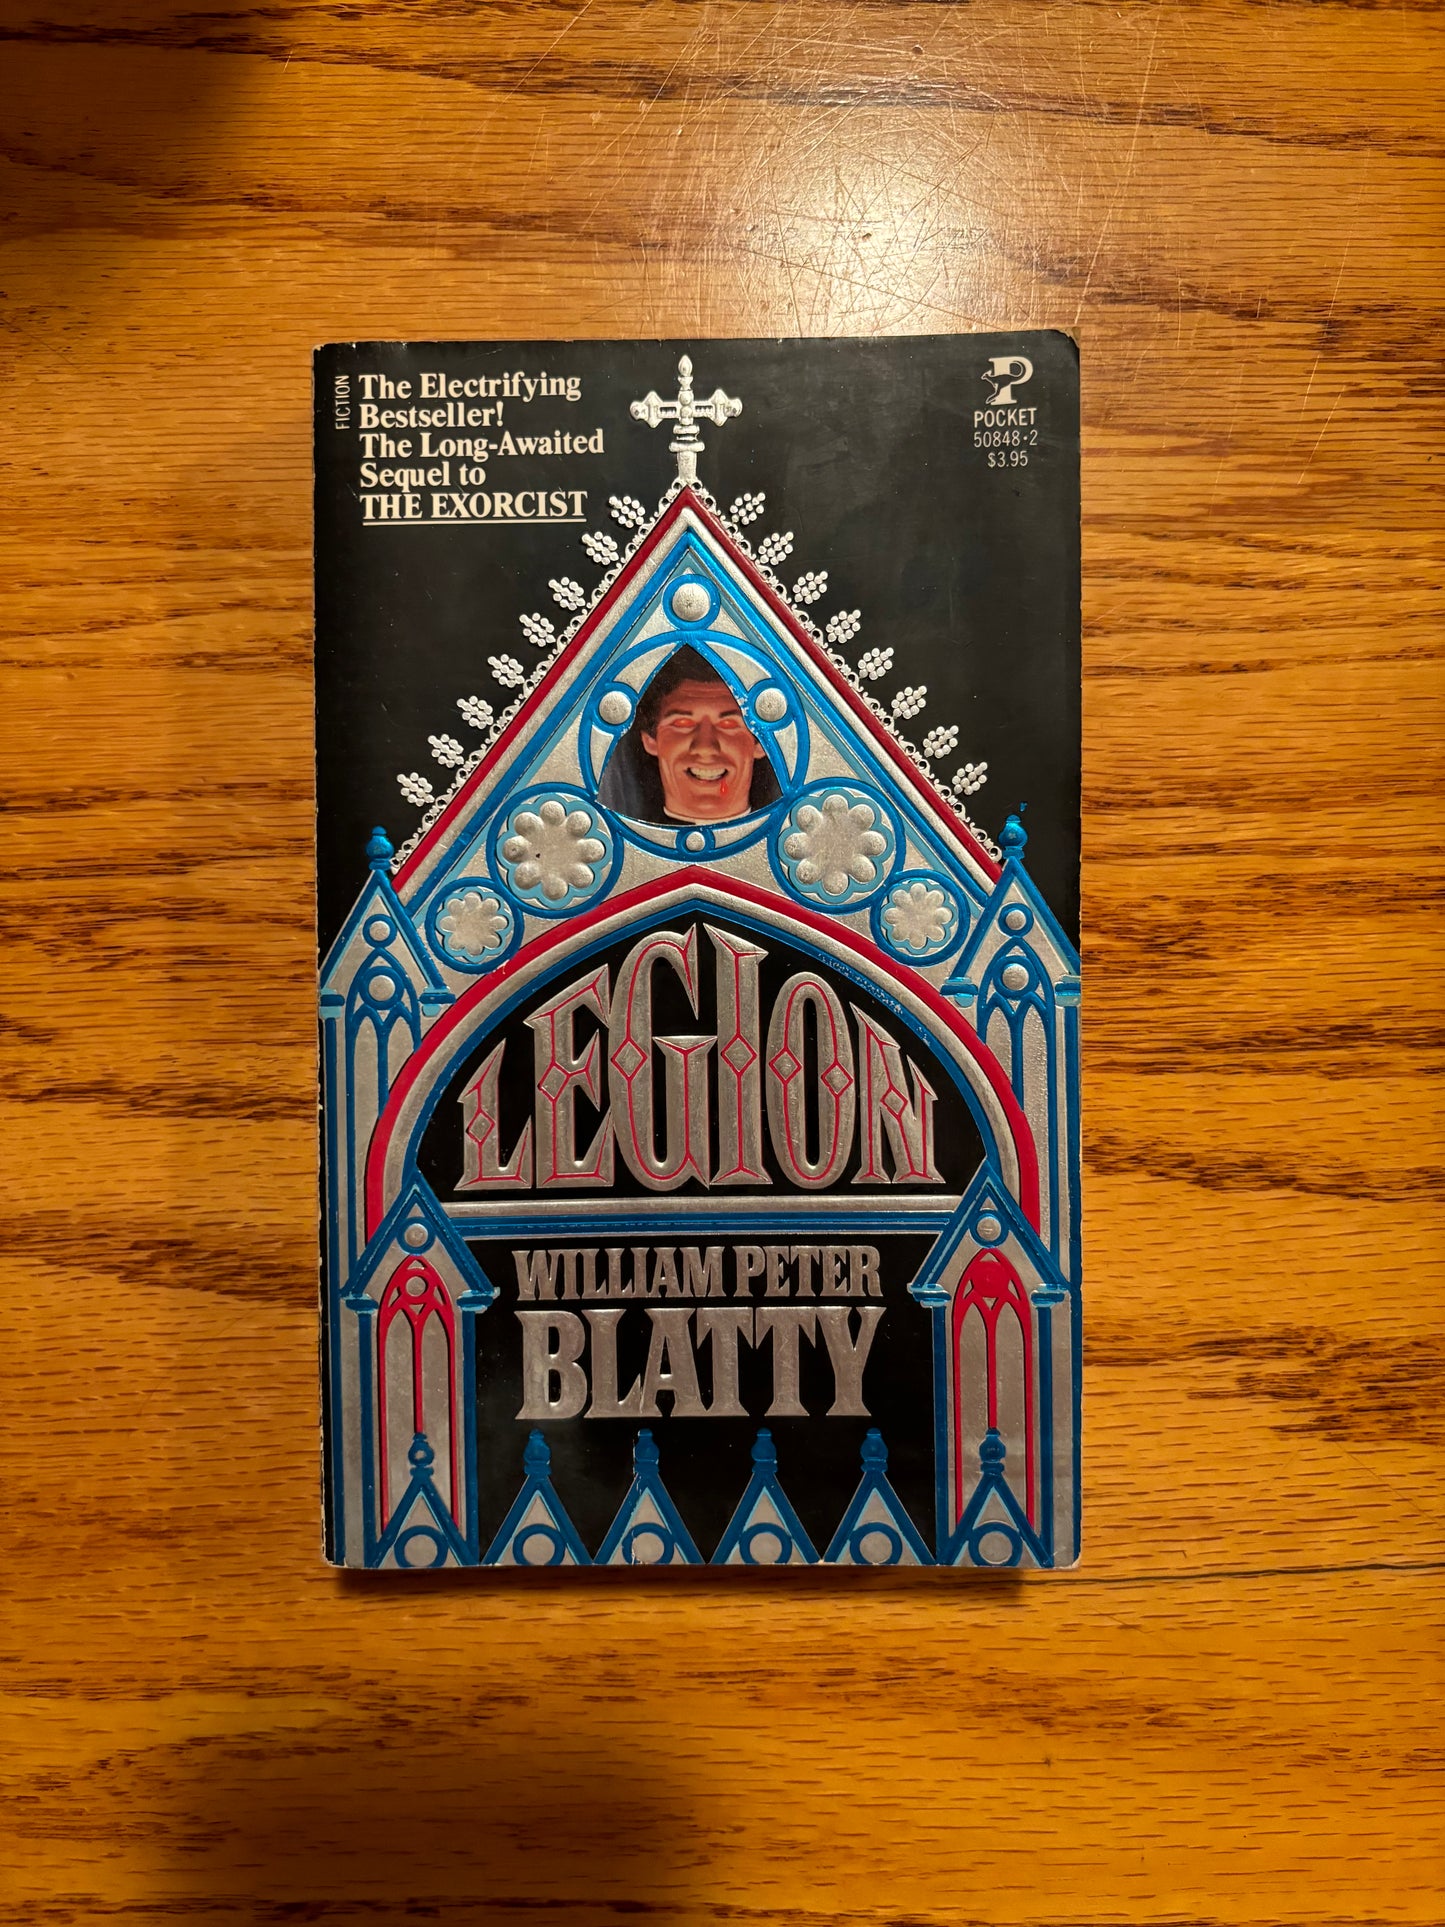 FICTION
The Electrifying
Bestseller!
The Long-Awaited
Sequel to
THE EXORCIST
P
POCKET
50848·2
$3.95
LEGION
WILLIAM PETER
BLATTY